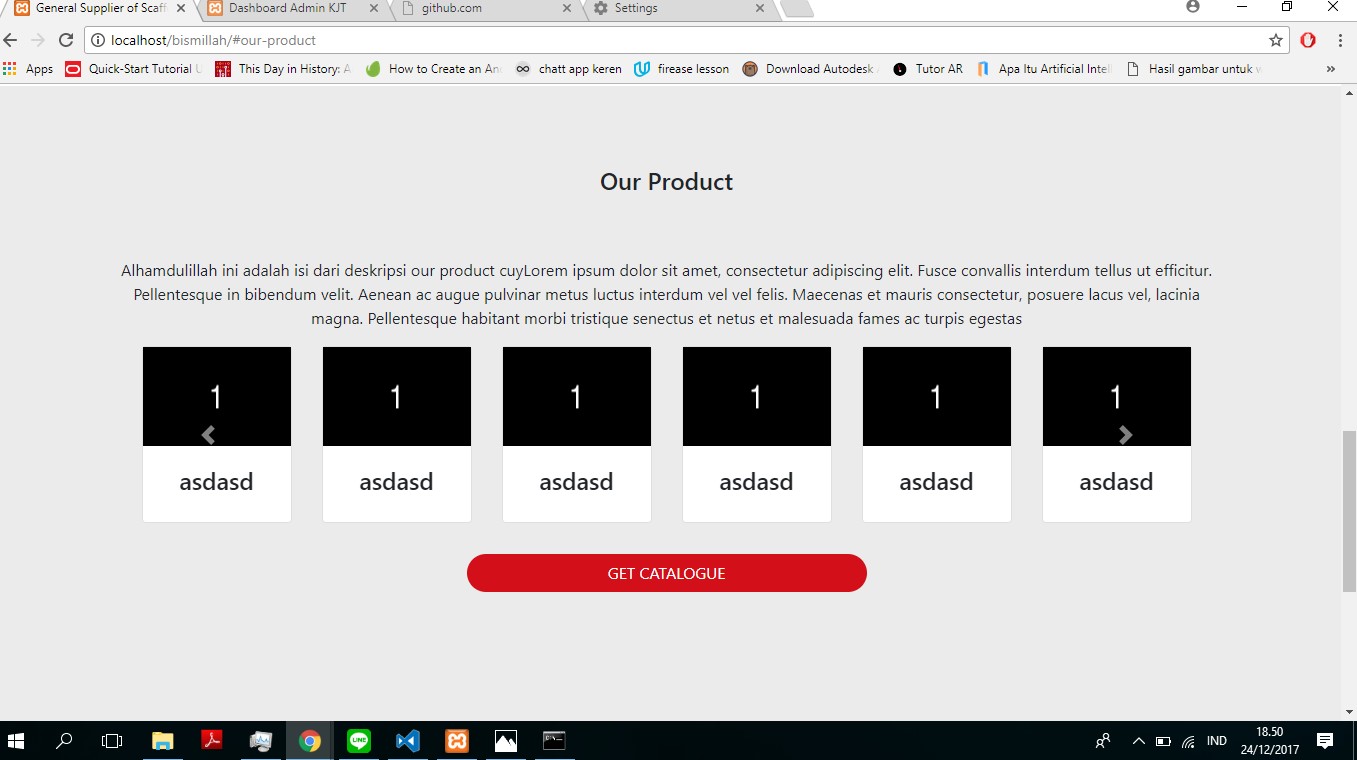 General Supplier of Scaff
Dashboard Admin KJT
github.com
Settings
localhost/bismillah/#our-product
Apps
Quick-Start Tutorial U
This Day in History: A
How to Create an An
chatt app keren
firease lesson
Download Autodesk
Tutor AR
Apa Itu Artificial Intel
Hasil gambar untuk w
Our Product
Alhamdulillah ini adalah isi dari deskripsi our product cuyLorem ipsum dolor sit amet, consectetur adipiscing elit. Fusce convallis interdum tellus ut efficitur.
Pellentesque in bibendum velit. Aenean ac augue pulvinar metus luctus interdum vel vel felis. Maecenas et mauris consectetur, posuere lacus vel, lacinia
magna. Pellentesque habitant morbi tristique senectus et netus et malesuada fames ac turpis egestas
1 1 1 1 1 1
asdasd asdasd asdasd asdasd asdasd asdasd
GET CATALOGUE
LINE
IND
18.50
24/12/2017